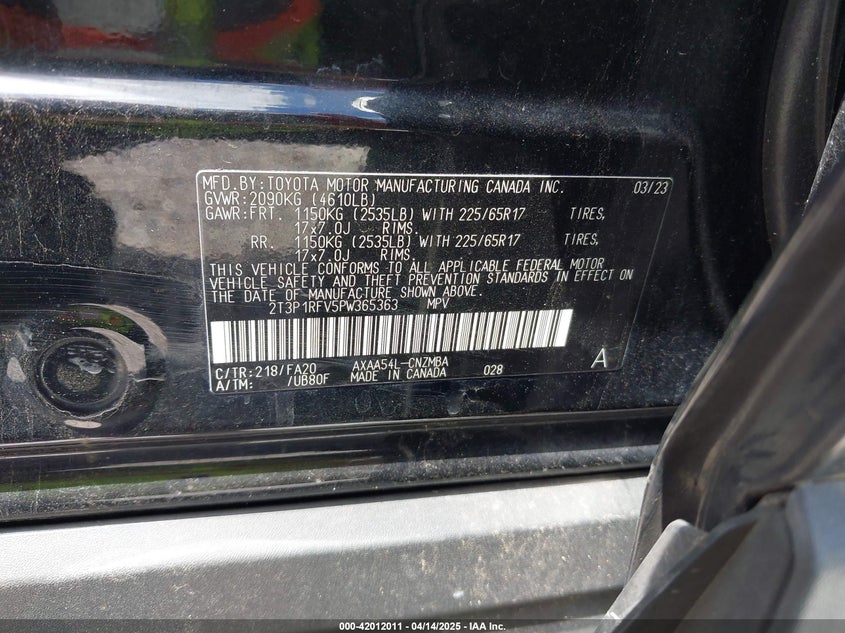 MFD.BY:TOYOTA MOTOR MANUFACTURING CANADA INC. 03/23
GVWR:2090KG (4610LB)
GAWR:FRT. 1150KG (2535LB) WITH 225/65R17 TIRES,
17x7.0J RIMS.
RR. 1150KG (2535LB) WITH 225/65R17 TIRES,
17x7.0J RIMS.
THIS VEHICLE CONFORMS TO ALL APPLICABLE FEDERAL MOTOR
VEHICLE SAFETY AND THEFT PREVENTION STANDARDS IN EFFECT ON
THE DATE OF MANUFACTURE SHOWN ABOVE.
2T3P1RFV5PW365363 MPV
C/TR:218/FA20 AXAA54L-CNZMBA A
A/TM: /UB80F MADE IN CANADA 028
000-42012011 - 04/14/2025 - IAA Inc.